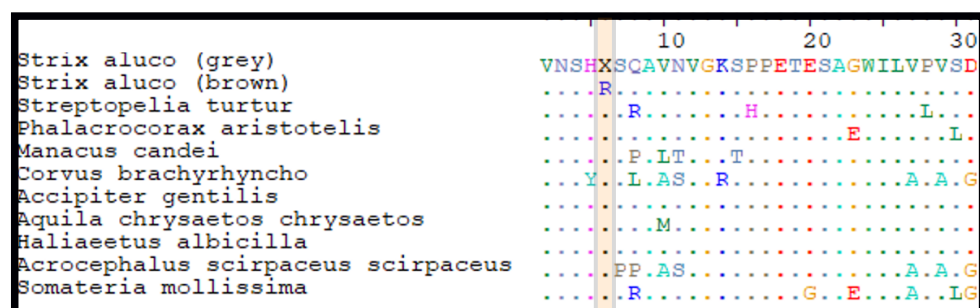 10 20 30
Strix aluco (grey) VNSHXSQAVNVGKSPPETESAGWILVPVSD
Strix aluco (brown) ....R.........................
Streptopelia turtur ......R.......H...........L...
Phalacrocorax aristotelis .....................E......L.
Manacus candei ......P.LT...T................
Corvus brachyrhyncho ...Y..L.AS..R............A.A.G
Accipiter gentilis ..............................
Aquila chrysaetos chrysaetos ........M.....................
Haliaeetus albicilla ..............................
Acrocephalus scirpaceus scirpaceus .....PP.AS...............A.A.G
Somateria mollissima ......R...........G..E...A..LG